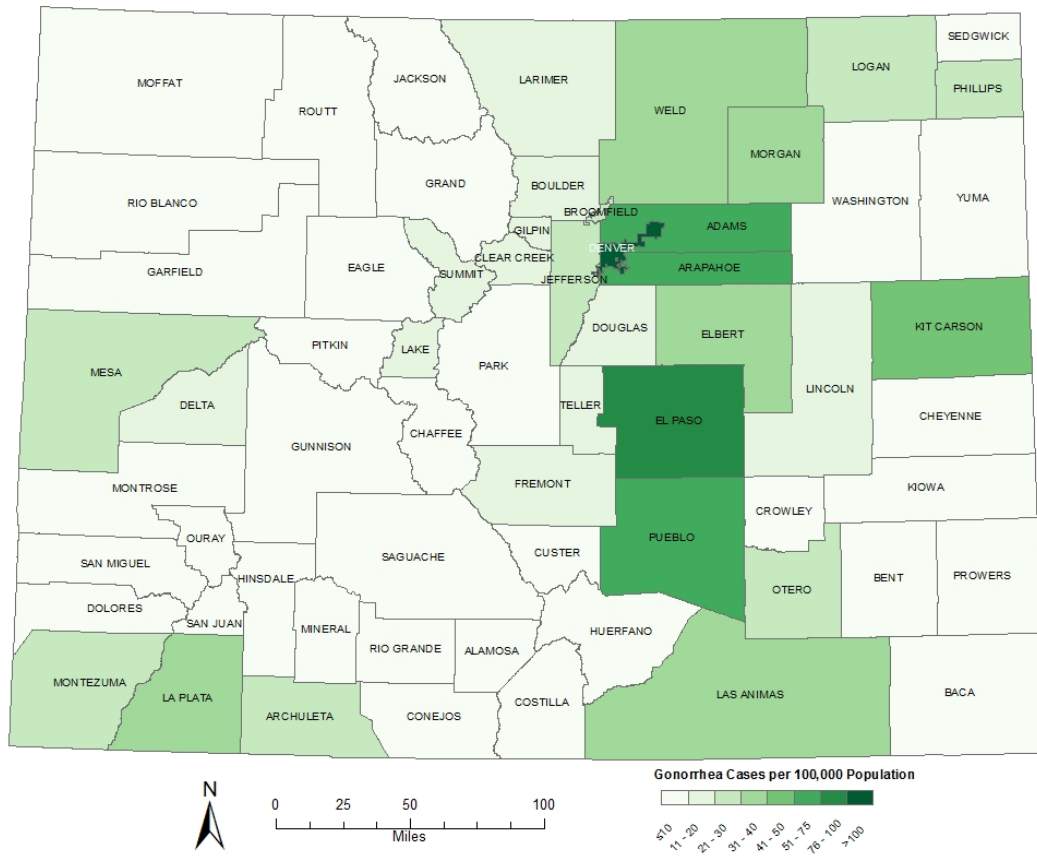 SEDGWICK
LOGAN
JACKSON
LARIMER
MOFFAT
PHILLIPS
ROUTT
WELD
MORGAN
GRAND
BOULDER
YUMA
RIO BLANCO
WASHINGTON
BROOMFIELD
GILPIN
ADAMS
DENVER
CLEAR CREEK
EAGLE
ARAPAHOE
GARFIELD
SUMMIT
JEFFERSON
DOUGLAS
KIT CARSON
ELBERT
PITKIN
LAKE
PARK
MESA
LINCOLN
DELTA
TELLER
CHEYENNE
EL PASO
CHAFFEE
GUNNISON
FREMONT
MONTROSE
KIOWA
CROWLEY
OURAY
PUEBLO
CUSTER
SAGUACHE
SAN MIGUEL
BENT
PROWERS
HINSDALE
OTERO
DOLORES
SAN JUAN
MINERAL
HUERFANO
RIO GRANDE
ALAMOSA
MONTEZUMA
LA PLATA
LAS ANIMAS
BACA
COSTILLA
ARCHULETA
CONEJOS
N
0 25 50 100
Miles
Gonorrhea Cases per 100,000 Population
≤10
11 - 20
21 - 30
31 - 40
41 - 50
51 - 75
76 - 100
>100